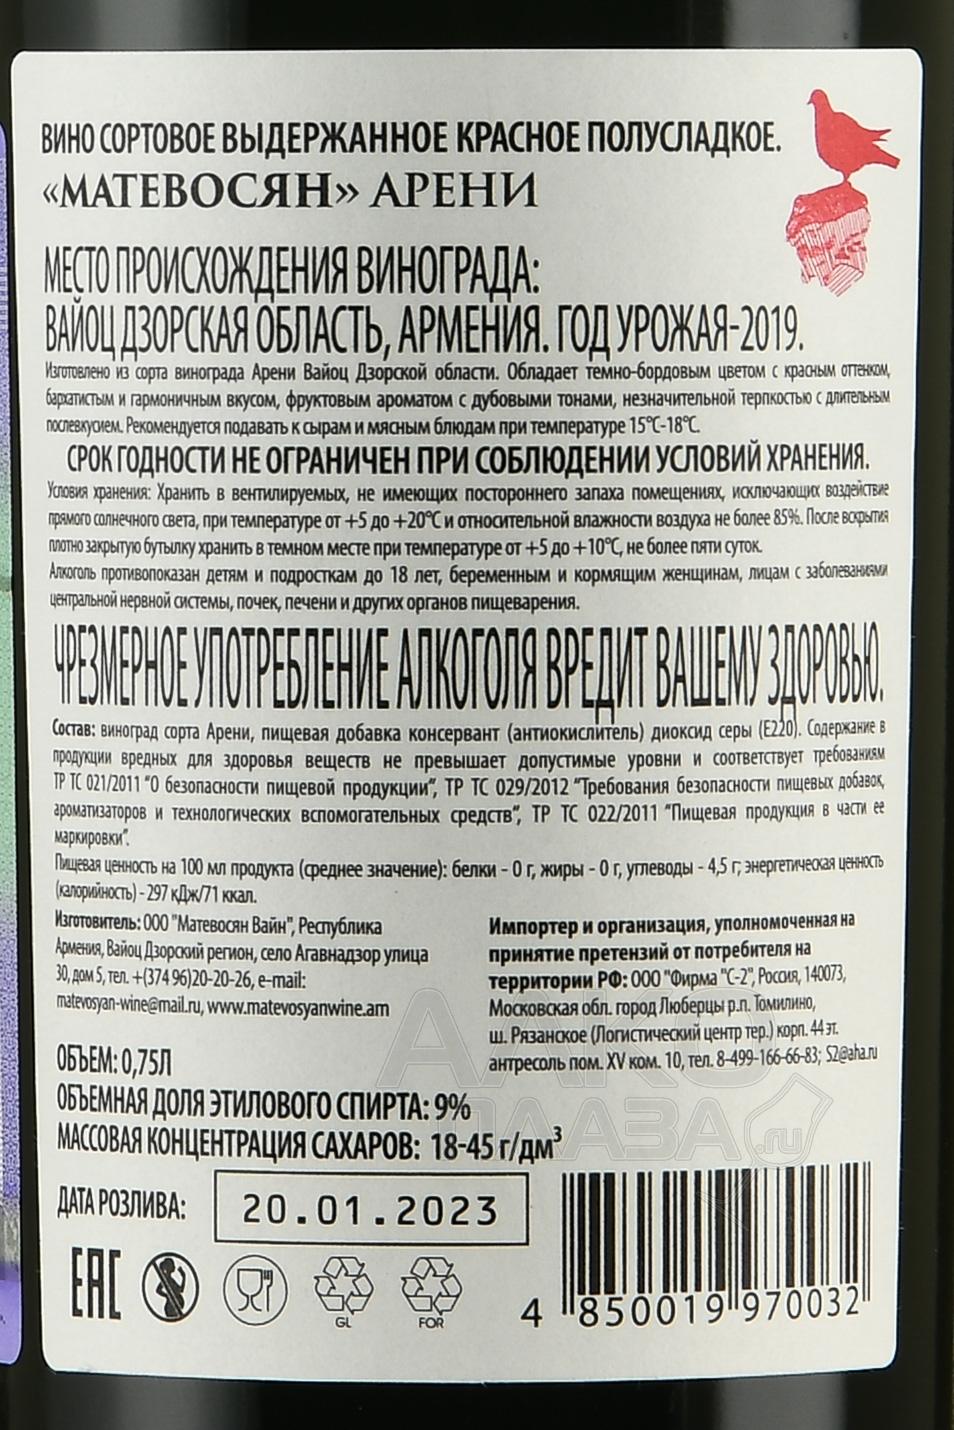 ВИНО СОРТОВОЕ ВЫДЕРЖАННОЕ КРАСНОЕ ПОЛУСЛАДКОЕ.
«МАТЕВОСЯН» АРЕНИ
МЕСТО ПРОИСХОЖДЕНИЯ ВИНОГРАДА:
ВАЙОЦ ДЗОРСКАЯ ОБЛАСТЬ, АРМЕНИЯ. ГОД УРОЖАЯ-2019.
Изготовлено из сорта винограда Арени Вайоц Дзорской области. Обладает темно-бордовым цветом с красным оттенком,
бархатистым и гармоничным вкусом, фруктовым ароматом с дубовыми тонами, незначительной терпкостью с длительным
послевкусием. Рекомендуется подавать к сырам и мясным блюдам при температуре 15°С-18°С.
СРОК ГОДНОСТИ НЕ ОГРАНИЧЕН ПРИ СОБЛЮДЕНИИ УСЛОВИЙ ХРАНЕНИЯ.
Условия хранения: Хранить в вентилируемых, не имеющих постороннего запаха помещениях, исключающих воздействие
прямого солнечного света, при температуре от +5 до +20°С и относительной влажности воздуха не более 85%. После вскрытия
плотно закрытую бутылку хранить в темном месте при температуре от +5 до +10°С, не более пяти суток.
Алкоголь противопоказан детям и подросткам до 18 лет, беременным и кормящим женщинам, лицам с заболеваниями
центральной нервной системы, почек, печени и других органов пищеварения.
ЧРЕЗМЕРНОЕ УПОТРЕБЛЕНИЕ АЛКОГОЛЯ ВРЕДИТ ВАШЕМУ ЗДОРОВЬЮ.
Состав: виноград сорта Арени, пищевая добавка консервант (антиокислитель) диоксид серы (Е220). Содержание в
продукции вредных для здоровья веществ не превышает допустимые уровни и соответствует требованиям
ТР ТС 021/2011 "О безопасности пищевой продукции", ТР ТС 029/2012 "Требования безопасности пищевых добавок,
ароматизаторов и технологических вспомогательных средств", ТР ТС 022/2011 "Пищевая продукция в части ее
маркировки".
Пищевая ценность на 100 мл продукта (среднее значение): белки - 0 г, жиры - 0 г, углеводы - 4,5 г; энергетическая ценность
(калорийность) - 297 кДж/71 ккал.
Изготовитель: ООО "Матевосян Вайн", Республика
Армения, Вайоц Дзорский регион, село Агавнадзор улица
30, дом 5, тел. +(374 96)20-20-26, e-mail:
matevosyan-wine@mail.ru, www.matevosyanwine.am
Импортер и организация, уполномоченная на
принятие претензий от потребителя на
территории РФ: ООО "Фирма "С-2", Россия, 140073,
Московская обл. город Люберцы р.п. Томилино,
ш. Рязанское (Логистический центр тер.) корп. 44 эт.
антресоль пом. XV ком. 10, тел. 8-499-166-66-83; S2@aha.ru
ОБЪЕМ: 0,75Л
ОБЪЕМНАЯ ДОЛЯ ЭТИЛОВОГО СПИРТА: 9%
МАССОВАЯ КОНЦЕНТРАЦИЯ САХАРОВ: 18-45 г/дм³
ДАТА РОЗЛИВА: 20.01.2023
ЕАС
GL
FOR
4 850019 970032
АЛКО
ПЛАЗА.ru